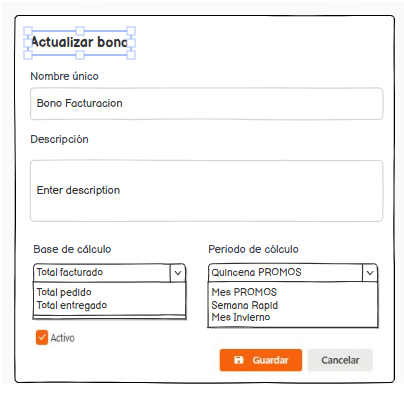 Actualizar bono
Nombre único
Bono Facturacion
Descripción
Enter description
Base de cálculo
Periodo de cólculo
Total facturado
Quincena PROMOS
Total pedido
Total entregado
Mes PROMOS
Semana Rapid
Mes Invierno
Activo
Guardar
Cancelar